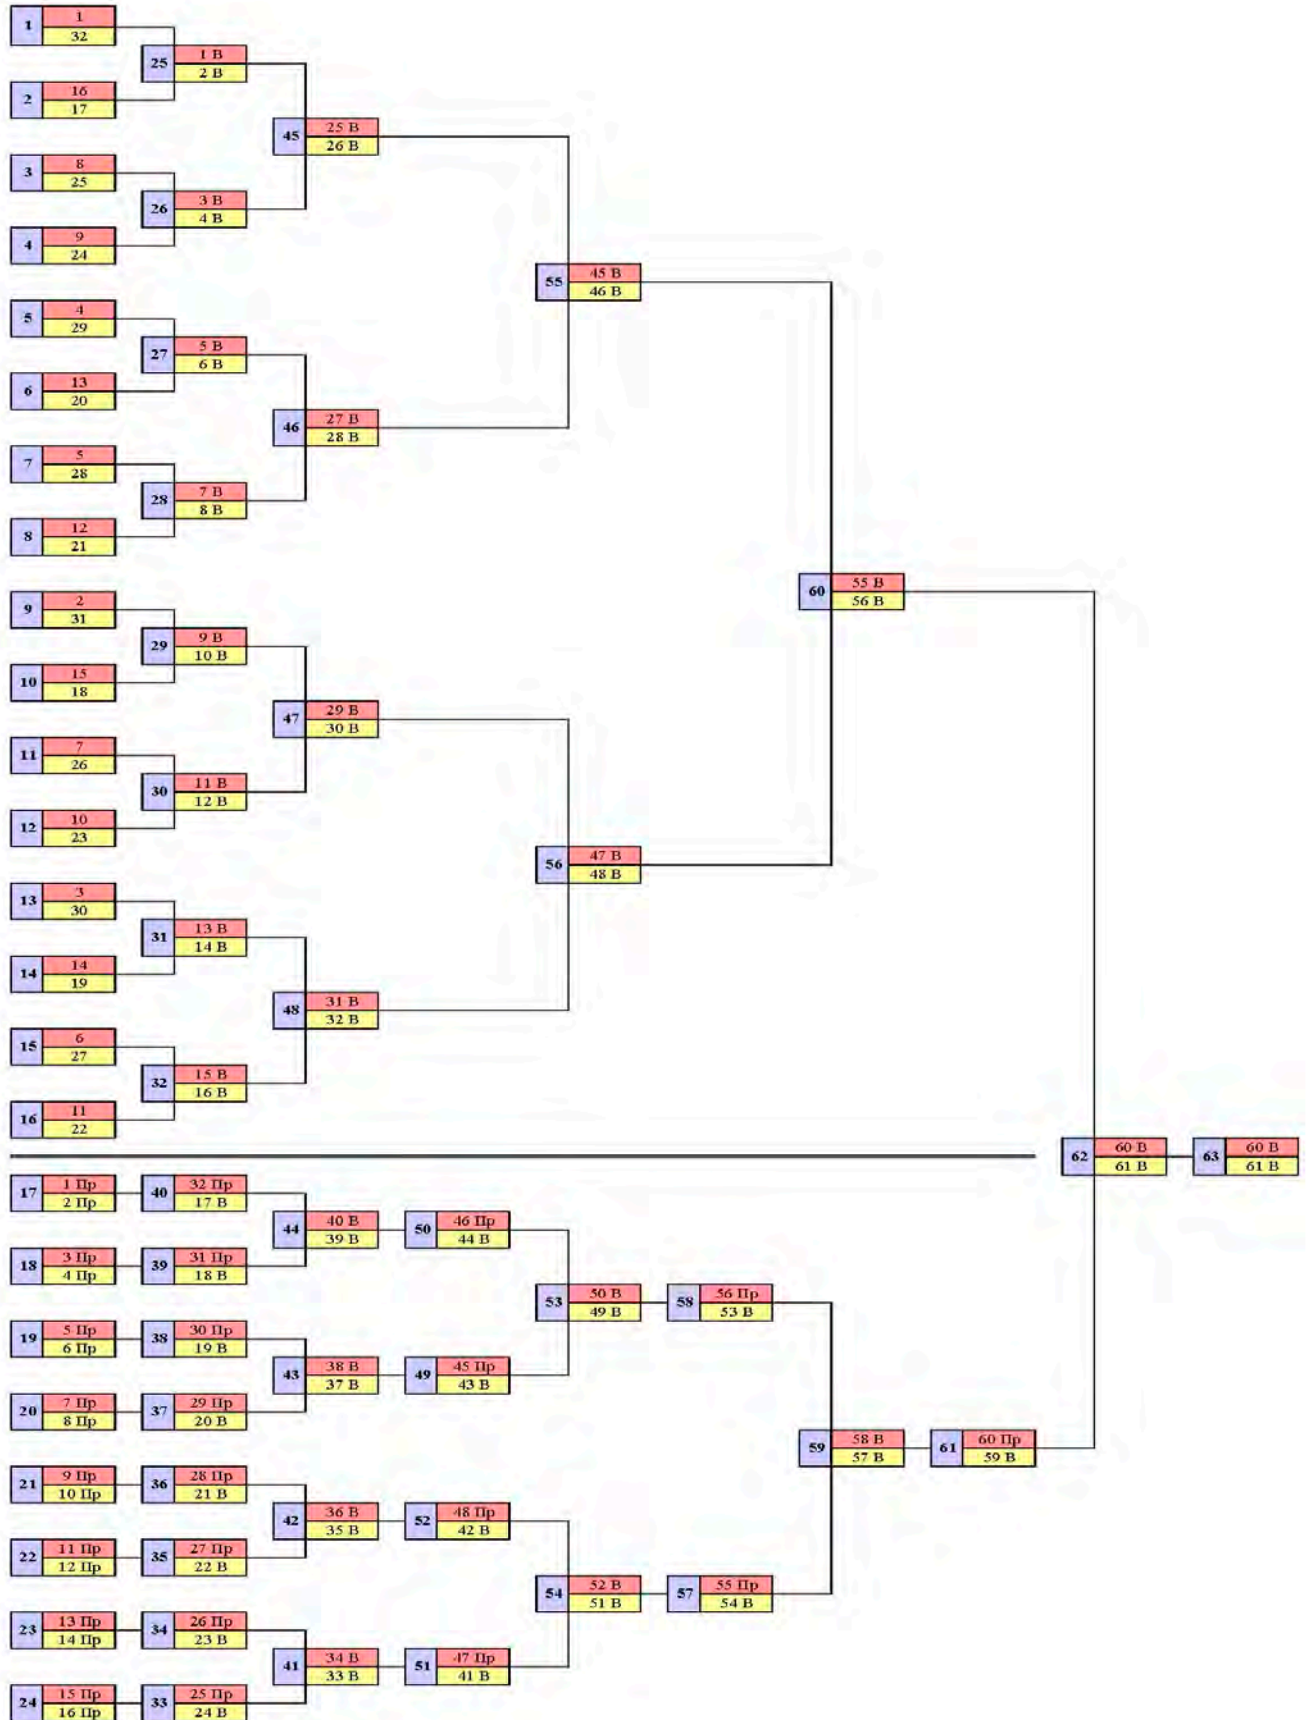 1 1
32
25 1 В
2 В
2 16
17
45 25 В
26 В
3 8
25
26 3 В
4 В
4 9
24
55 45 В
46 В
5 4
29
27 5 В
6 В
6 13
20
46 27 В
28 В
7 5
28
28 7 В
8 В
8 12
21
60 55 В
56 В
9 2
31
29 9 В
10 В
10 15
18
47 29 В
30 В
11 7
26
30 11 В
12 В
12 10
23
56 47 В
48 В
13 3
30
31 13 В
14 В
14 14
19
48 31 В
32 В
15 6
27
32 15 В
16 В
16 11
22
62 60 В
61 В
63 60 В
61 В
17 1 Пр
2 Пр
40 32 Пр
17 В
44 40 В
39 В
50 46 Пр
44 В
18 3 Пр
4 Пр
39 31 Пр
18 В
53 50 В
49 В
58 56 Пр
53 В
19 5 Пр
6 Пр
38 30 Пр
19 В
43 38 В
37 В
49 45 Пр
43 В
20 7 Пр
8 Пр
37 29 Пр
20 В
59 58 В
57 В
61 60 Пр
59 В
21 9 Пр
10 Пр
36 28 Пр
21 В
42 36 В
35 В
52 48 Пр
42 В
22 11 Пр
12 Пр
35 27 Пр
22 В
54 52 В
51 В
57 55 Пр
54 В
23 13 Пр
14 Пр
34 26 Пр
23 В
41 34 В
33 В
51 47 Пр
41 В
24 15 Пр
16 Пр
33 25 Пр
24 В